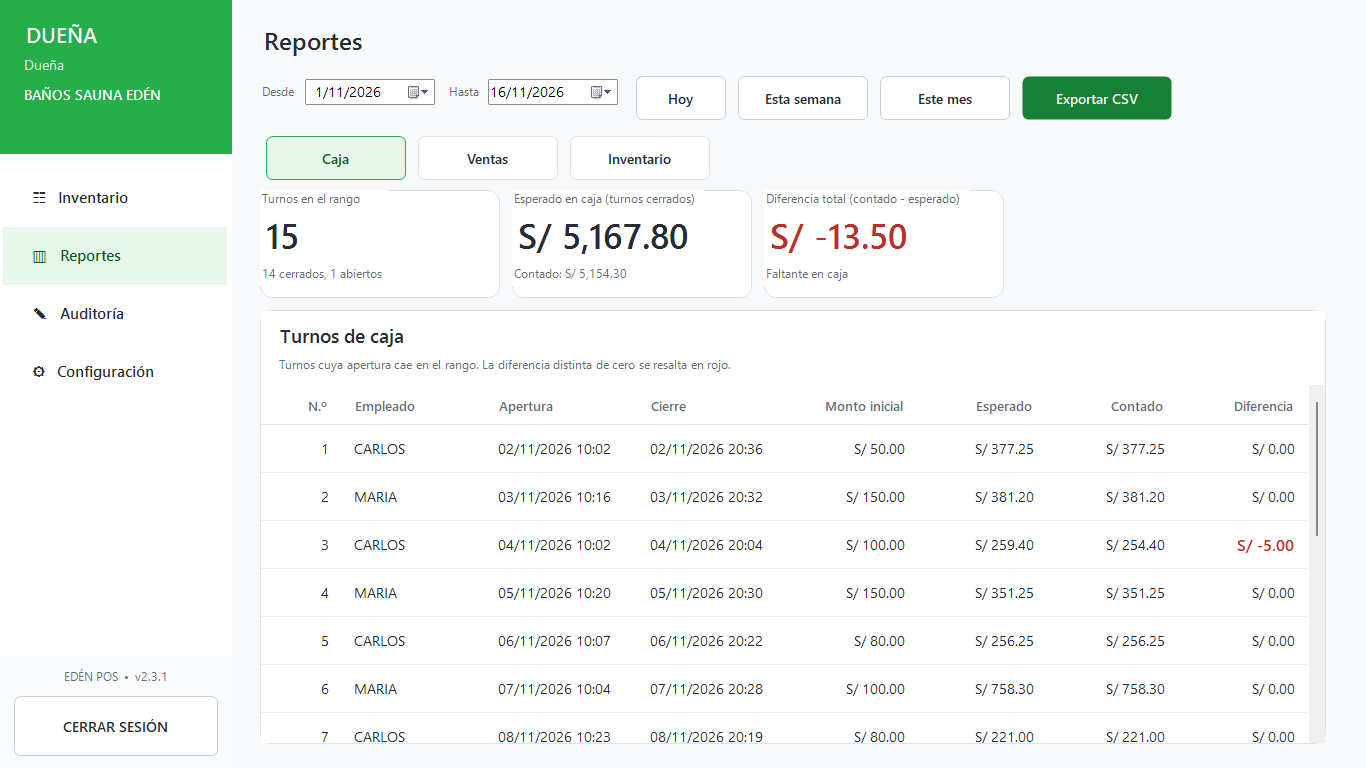 DUEÑA
Dueña
BAÑOS SAUNA EDÉN
Inventario
Reportes
Auditoría
Configuración
EDÉN POS • v2.3.1
CERRAR SESIÓN
Reportes
Desde 1/11/2026 Hasta 16/11/2026 Hoy Esta semana Este mes Exportar CSV
Caja Ventas Inventario
Turnos en el rango
15
14 cerrados, 1 abiertos
Esperado en caja (turnos cerrados)
S/ 5,167.80
Contado: S/ 5,154.30
Diferencia total (contado - esperado)
S/ -13.50
Faltante en caja
Turnos de caja
Turnos cuya apertura cae en el rango. La diferencia distinta de cero se resalta en rojo.
N.º Empleado Apertura Cierre Monto inicial Esperado Contado Diferencia
1 CARLOS 02/11/2026 10:02 02/11/2026 20:36 S/ 50.00 S/ 377.25 S/ 377.25 S/ 0.00
2 MARIA 03/11/2026 10:16 03/11/2026 20:32 S/ 150.00 S/ 381.20 S/ 381.20 S/ 0.00
3 CARLOS 04/11/2026 10:02 04/11/2026 20:04 S/ 100.00 S/ 259.40 S/ 254.40 S/ -5.00
4 MARIA 05/11/2026 10:20 05/11/2026 20:30 S/ 150.00 S/ 351.25 S/ 351.25 S/ 0.00
5 CARLOS 06/11/2026 10:07 06/11/2026 20:22 S/ 80.00 S/ 256.25 S/ 256.25 S/ 0.00
6 MARIA 07/11/2026 10:04 07/11/2026 20:28 S/ 100.00 S/ 758.30 S/ 758.30 S/ 0.00
7 CARLOS 08/11/2026 10:23 08/11/2026 20:19 S/ 80.00 S/ 221.00 S/ 221.00 S/ 0.00